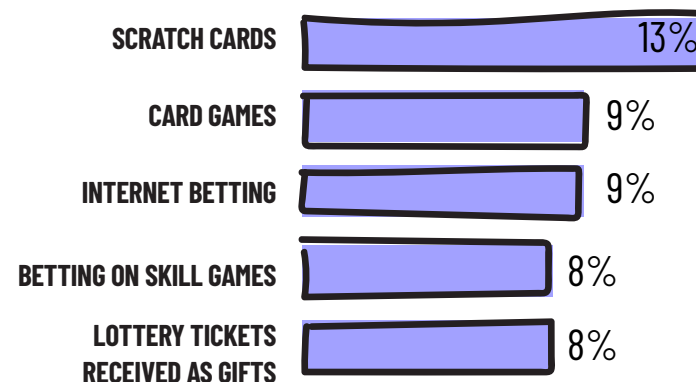 SCRATCH CARDS 13%
CARD GAMES 9%
INTERNET BETTING 9%
BETTING ON SKILL GAMES 8%
LOTTERY TICKETS
RECEIVED AS GIFTS 8%